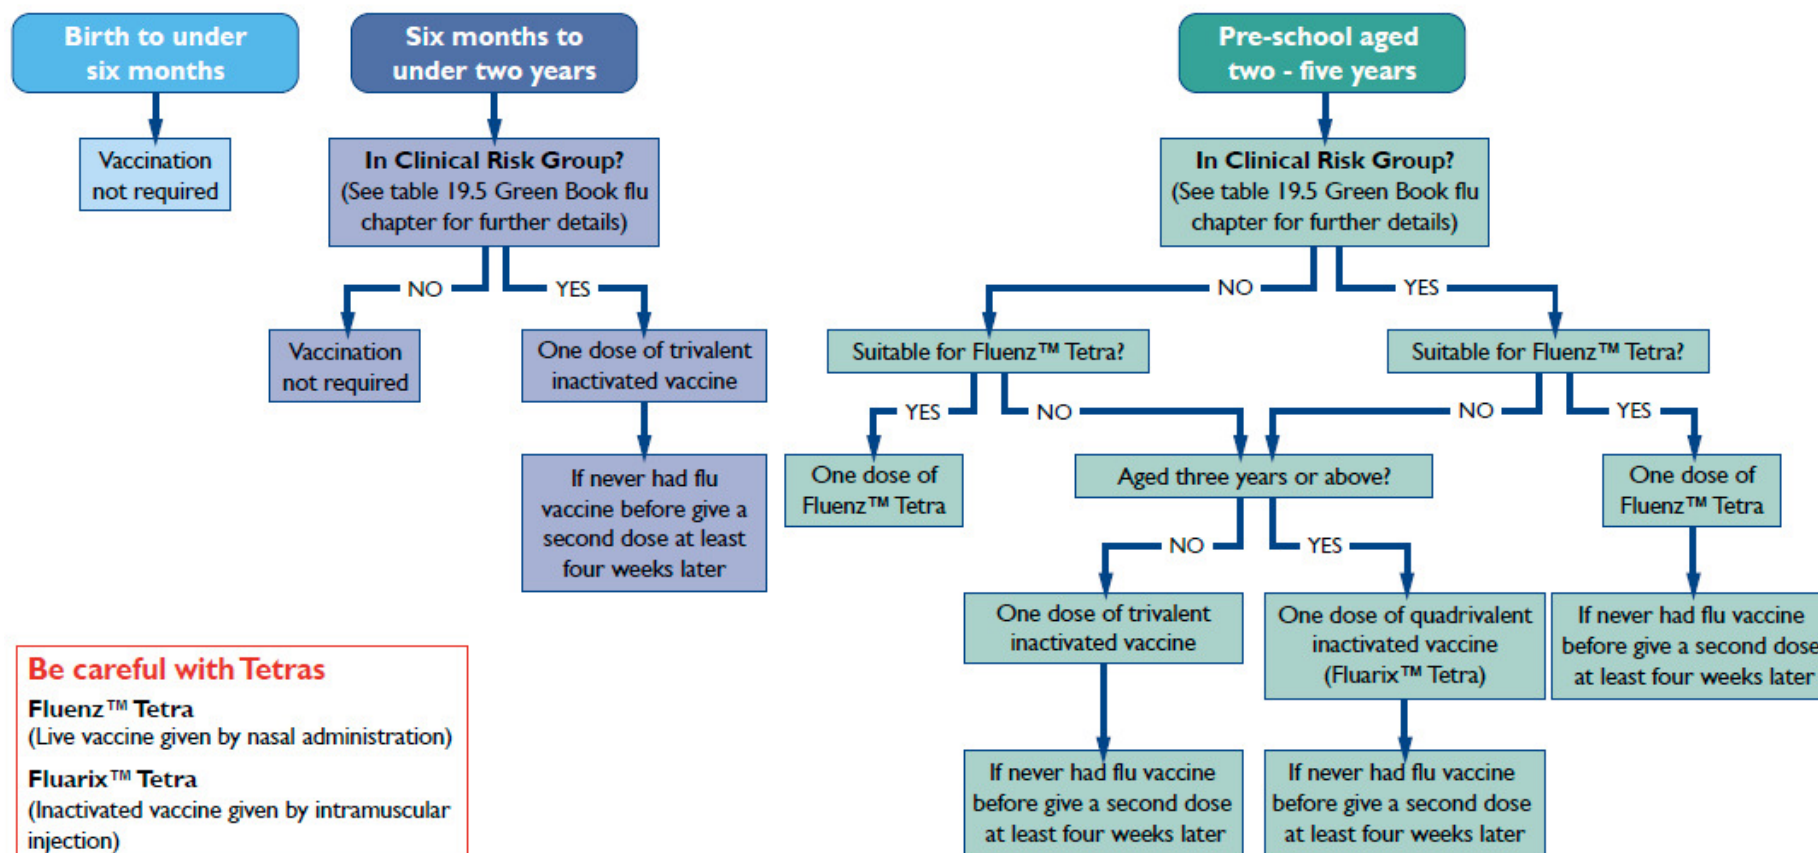 Birth to under
six months
Vaccination
not required
Six months to
under two years
In Clinical Risk Group?
(See table 19.5 Green Book flu
chapter for further details)
NO
YES
Vaccination
not required
One dose of trivalent
inactivated vaccine
If never had flu
vaccine before give a
second dose at least
four weeks later
Pre-school aged
two - five years
In Clinical Risk Group?
(See table 19.5 Green Book flu
chapter for further details)
NO
YES
Suitable for Fluenz™ Tetra?
Suitable for Fluenz™ Tetra?
YES
NO
NO
YES
One dose of
Fluenz™ Tetra
Aged three years or above?
One dose of
Fluenz™ Tetra
NO
YES
One dose of trivalent
inactivated vaccine
One dose of quadrivalent
inactivated vaccine
(Fluarix™ Tetra)
If never had flu vaccine
before give a second dose
at least four weeks later
If never had flu vaccine
before give a second dose
at least four weeks later
If never had flu vaccine
before give a second dose
at least four weeks later
Be careful with Tetras
Fluenz™ Tetra
(Live vaccine given by nasal administration)
Fluarix™ Tetra
(Inactivated vaccine given by intramuscular
injection)